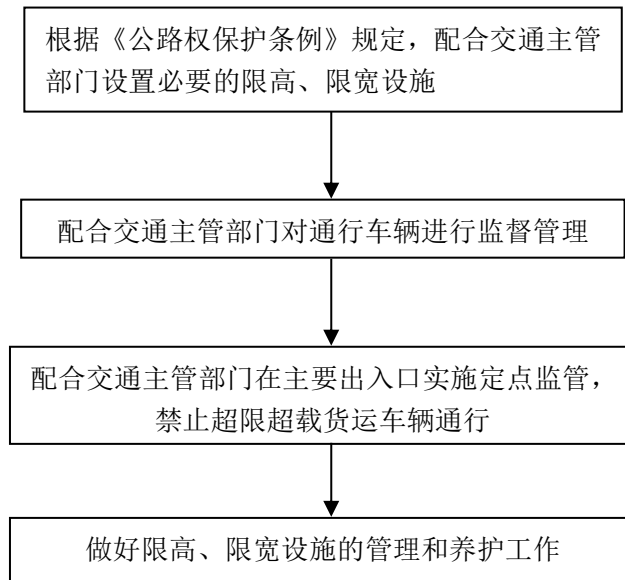 根据《公路权保护条例》规定，配合交通主管
部门设置必要的限高、限宽设施
配合交通主管部门对通行车辆进行监督管理
配合交通主管部门在主要出入口实施定点监管，
禁止超限超载货运车辆通行
做好限高、限宽设施的管理和养护工作